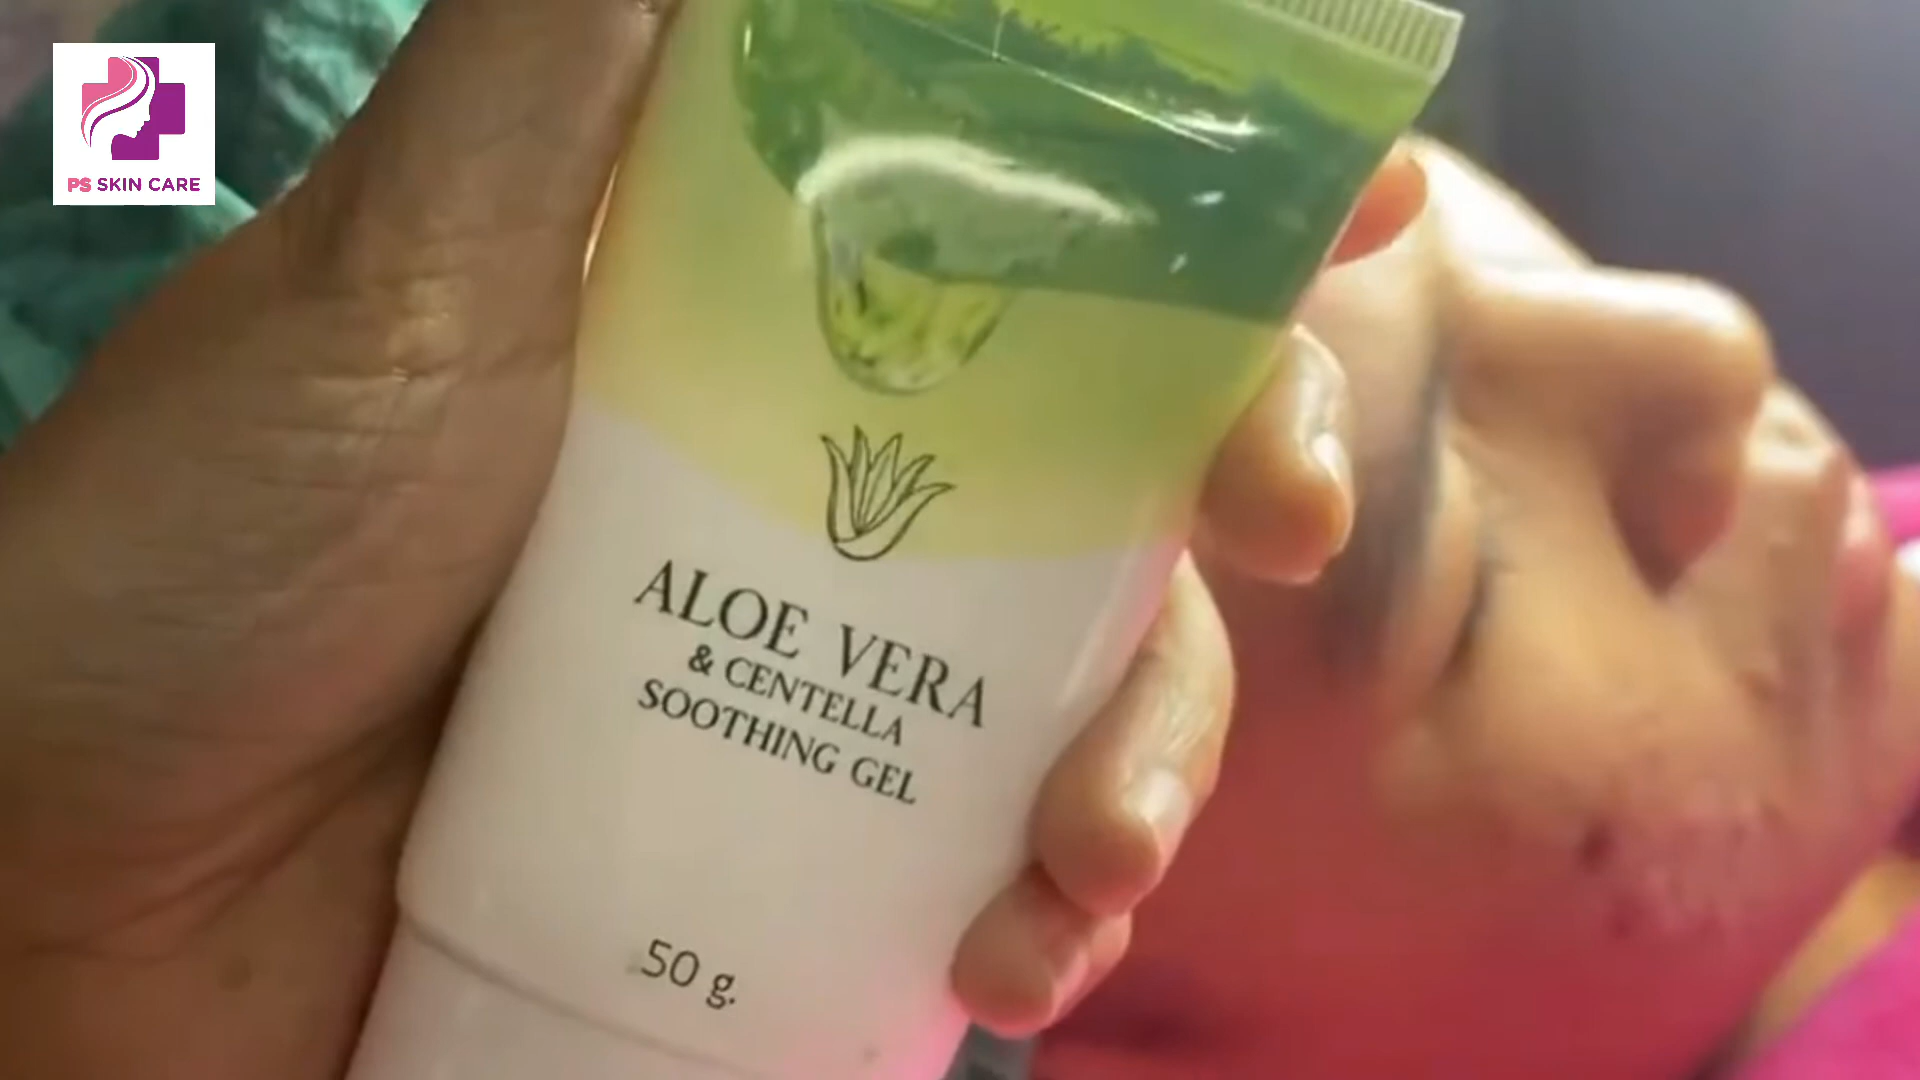 PS SKIN CARE
ALOE VERA
& CENTELLA
SOOTHING GEL
50 g.